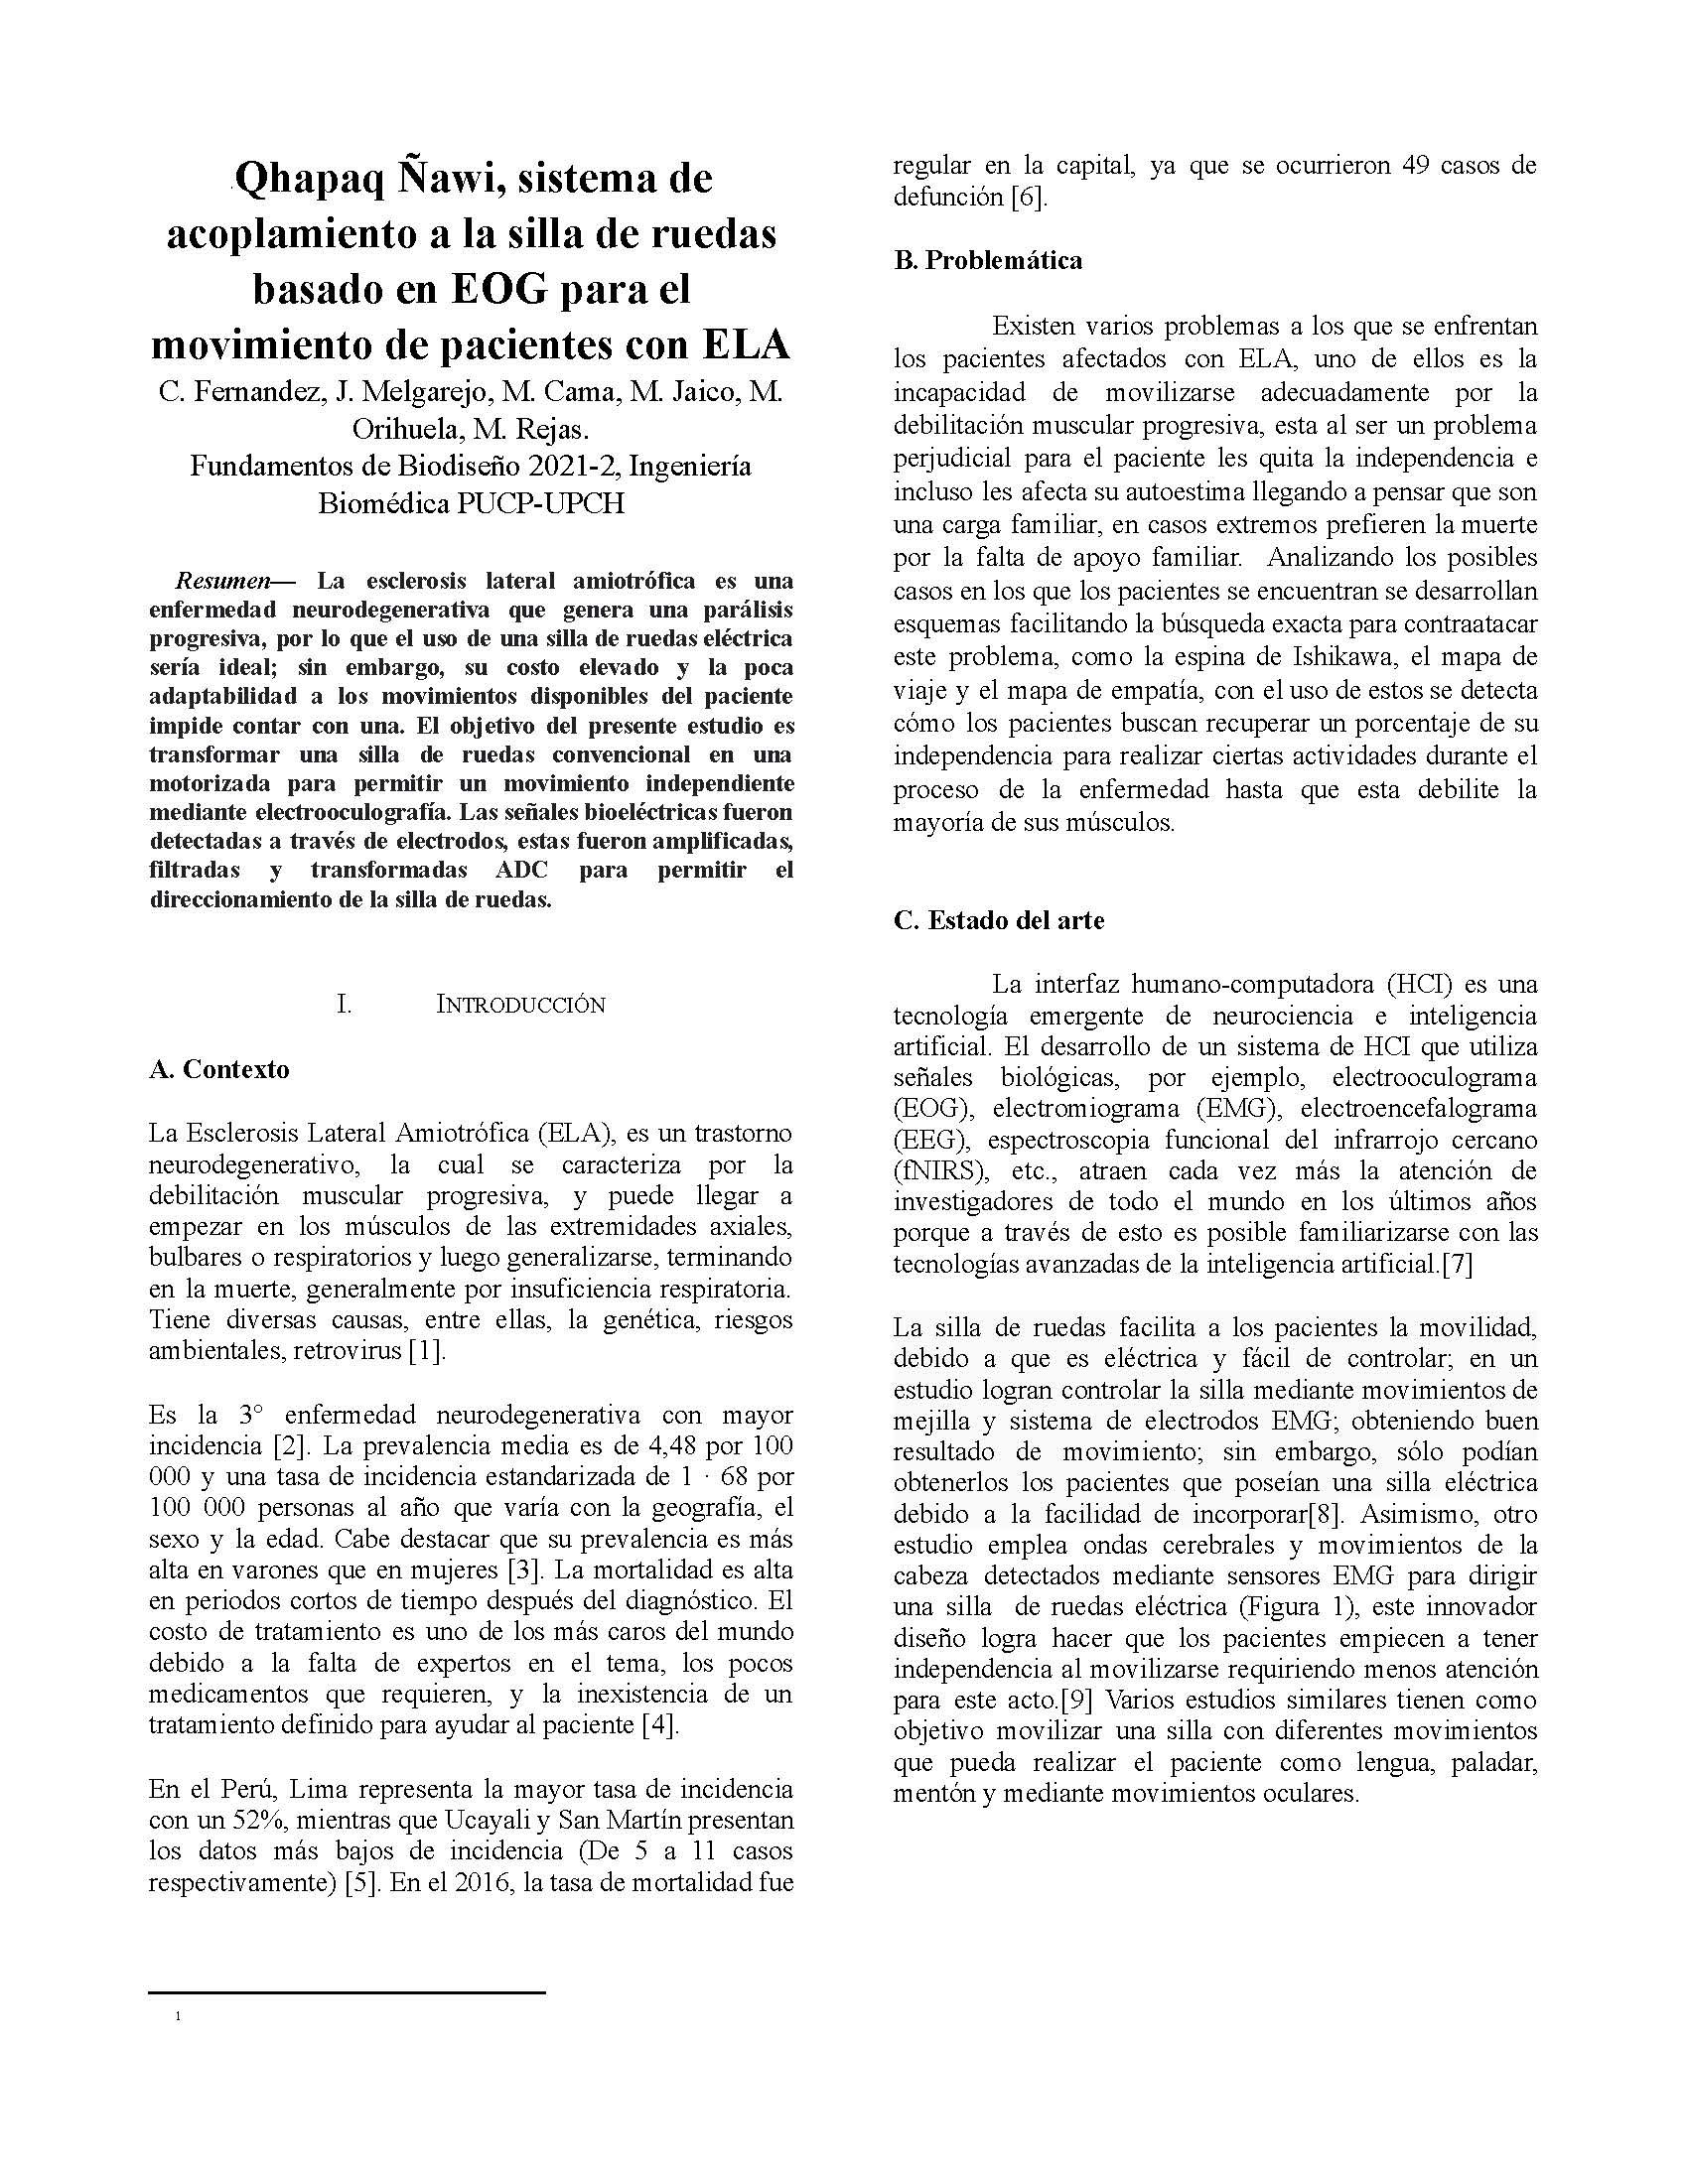 Qhapaq Ñawi, sistema de
acoplamiento a la silla de ruedas
basado en EOG para el
movimiento de pacientes con ELA
C. Fernandez, J. Melgarejo, M. Cama, M. Jaico, M.
Orihuela, M. Rejas.
Fundamentos de Biodiseño 2021-2, Ingeniería
Biomédica PUCP-UPCH
Resumen— La esclerosis lateral amiotrófica es una
enfermedad neurodegenerativa que genera una parálisis
progresiva, por lo que el uso de una silla de ruedas eléctrica
sería ideal; sin embargo, su costo elevado y la poca
adaptabilidad a los movimientos disponibles del paciente
impide contar con una. El objetivo del presente estudio es
transformar una silla de ruedas convencional en una
motorizada para permitir un movimiento independiente
mediante electrooculografía. Las señales bioeléctricas fueron
detectadas a través de electrodos, estas fueron amplificadas,
filtradas y transformadas ADC para permitir el
direccionamiento de la silla de ruedas.
I. INTRODUCCIÓN
A. Contexto
La Esclerosis Lateral Amiotrófica (ELA), es un trastorno
neurodegenerativo, la cual se caracteriza por la
debilitación muscular progresiva, y puede llegar a
empezar en los músculos de las extremidades axiales,
bulbares o respiratorios y luego generalizarse, terminando
en la muerte, generalmente por insuficiencia respiratoria.
Tiene diversas causas, entre ellas, la genética, riesgos
ambientales, retrovirus [1].
Es la 3° enfermedad neurodegenerativa con mayor
incidencia [2]. La prevalencia media es de 4,48 por 100
000 y una tasa de incidencia estandarizada de 1 · 68 por
100 000 personas al año que varía con la geografía, el
sexo y la edad. Cabe destacar que su prevalencia es más
alta en varones que en mujeres [3]. La mortalidad es alta
en periodos cortos de tiempo después del diagnóstico. El
costo de tratamiento es uno de los más caros del mundo
debido a la falta de expertos en el tema, los pocos
medicamentos que requieren, y la inexistencia de un
tratamiento definido para ayudar al paciente [4].
En el Perú, Lima representa la mayor tasa de incidencia
con un 52%, mientras que Ucayali y San Martín presentan
los datos más bajos de incidencia (De 5 a 11 casos
respectivamente) [5]. En el 2016, la tasa de mortalidad fue
1
regular en la capital, ya que se ocurrieron 49 casos de
defunción [6].
B. Problemática
Existen varios problemas a los que se enfrentan
los pacientes afectados con ELA, uno de ellos es la
incapacidad de movilizarse adecuadamente por la
debilitación muscular progresiva, esta al ser un problema
perjudicial para el paciente les quita la independencia e
incluso les afecta su autoestima llegando a pensar que son
una carga familiar, en casos extremos prefieren la muerte
por la falta de apoyo familiar. Analizando los posibles
casos en los que los pacientes se encuentran se desarrollan
esquemas facilitando la búsqueda exacta para contraatacar
este problema, como la espina de Ishikawa, el mapa de
viaje y el mapa de empatía, con el uso de estos se detecta
cómo los pacientes buscan recuperar un porcentaje de su
independencia para realizar ciertas actividades durante el
proceso de la enfermedad hasta que esta debilite la
mayoría de sus músculos.
C. Estado del arte
La interfaz humano-computadora (HCI) es una
tecnología emergente de neurociencia e inteligencia
artificial. El desarrollo de un sistema de HCI que utiliza
señales biológicas, por ejemplo, electrooculograma
(EOG), electromiograma (EMG), electroencefalograma
(EEG), espectroscopia funcional del infrarrojo cercano
(fNIRS), etc., atraen cada vez más la atención de
investigadores de todo el mundo en los últimos años
porque a través de esto es posible familiarizarse con las
tecnologías avanzadas de la inteligencia artificial.[7]
La silla de ruedas facilita a los pacientes la movilidad,
debido a que es eléctrica y fácil de controlar; en un
estudio logran controlar la silla mediante movimientos de
mejilla y sistema de electrodos EMG; obteniendo buen
resultado de movimiento; sin embargo, sólo podían
obtenerlos los pacientes que poseían una silla eléctrica
debido a la facilidad de incorporar[8]. Asimismo, otro
estudio emplea ondas cerebrales y movimientos de la
cabeza detectados mediante sensores EMG para dirigir
una silla de ruedas eléctrica (Figura 1), este innovador
diseño logra hacer que los pacientes empiecen a tener
independencia al movilizarse requiriendo menos atención
para este acto.[9] Varios estudios similares tienen como
objetivo movilizar una silla con diferentes movimientos
que pueda realizar el paciente como lengua, paladar,
mentón y mediante movimientos oculares.